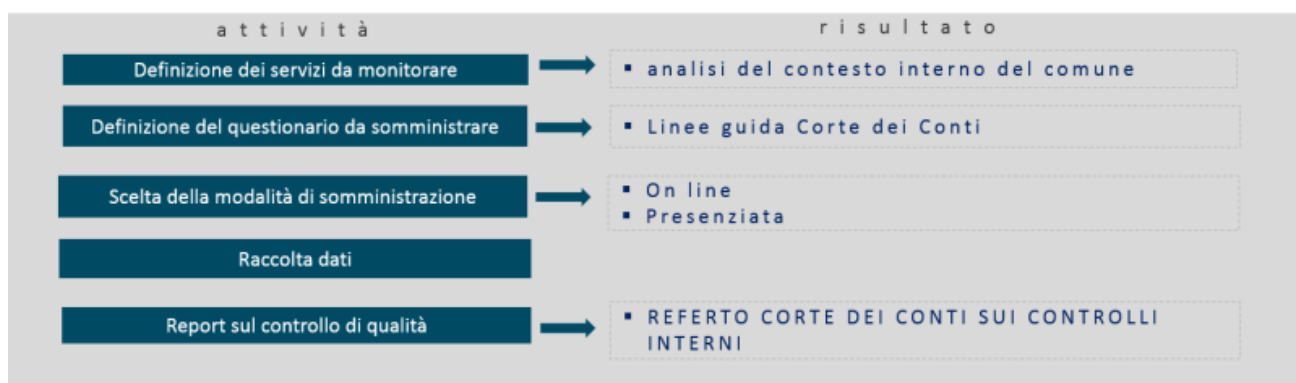 attività risultato
Definizione dei servizi da monitorare ▪ analisi del contesto interno del comune
Definizione del questionario da somministrare ▪ Linee guida Corte dei Conti
Scelta della modalità di somministrazione ▪ On line
▪ Presenziata
Raccolta dati
Report sul controllo di qualità ▪ REFERTO CORTE DEI CONTI SUI CONTROLLI
INTERNI